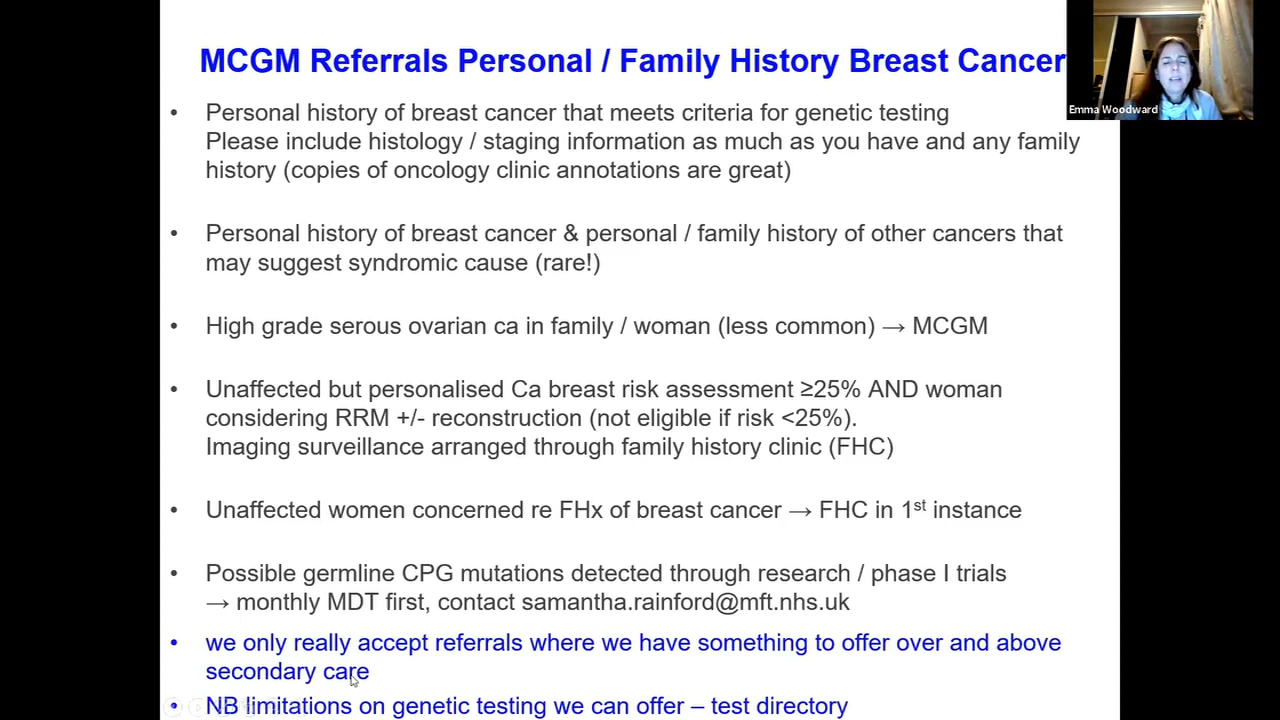 MCGM Referrals Personal / Family History Breast Cancer
Emma Woodward
• Personal history of breast cancer that meets criteria for genetic testing
Please include histology / staging information as much as you have and any family
history (copies of oncology clinic annotations are great)
• Personal history of breast cancer & personal / family history of other cancers that
may suggest syndromic cause (rare!)
• High grade serous ovarian ca in family / woman (less common) → MCGM
• Unaffected but personalised Ca breast risk assessment ≥25% AND woman
considering RRM +/- reconstruction (not eligible if risk <25%).
Imaging surveillance arranged through family history clinic (FHC)
• Unaffected women concerned re FHx of breast cancer → FHC in 1st instance
• Possible germline CPG mutations detected through research / phase I trials
→ monthly MDT first, contact samantha.rainford@mft.nhs.uk
• we only really accept referrals where we have something to offer over and above
secondary care
• NB limitations on genetic testing we can offer – test directory